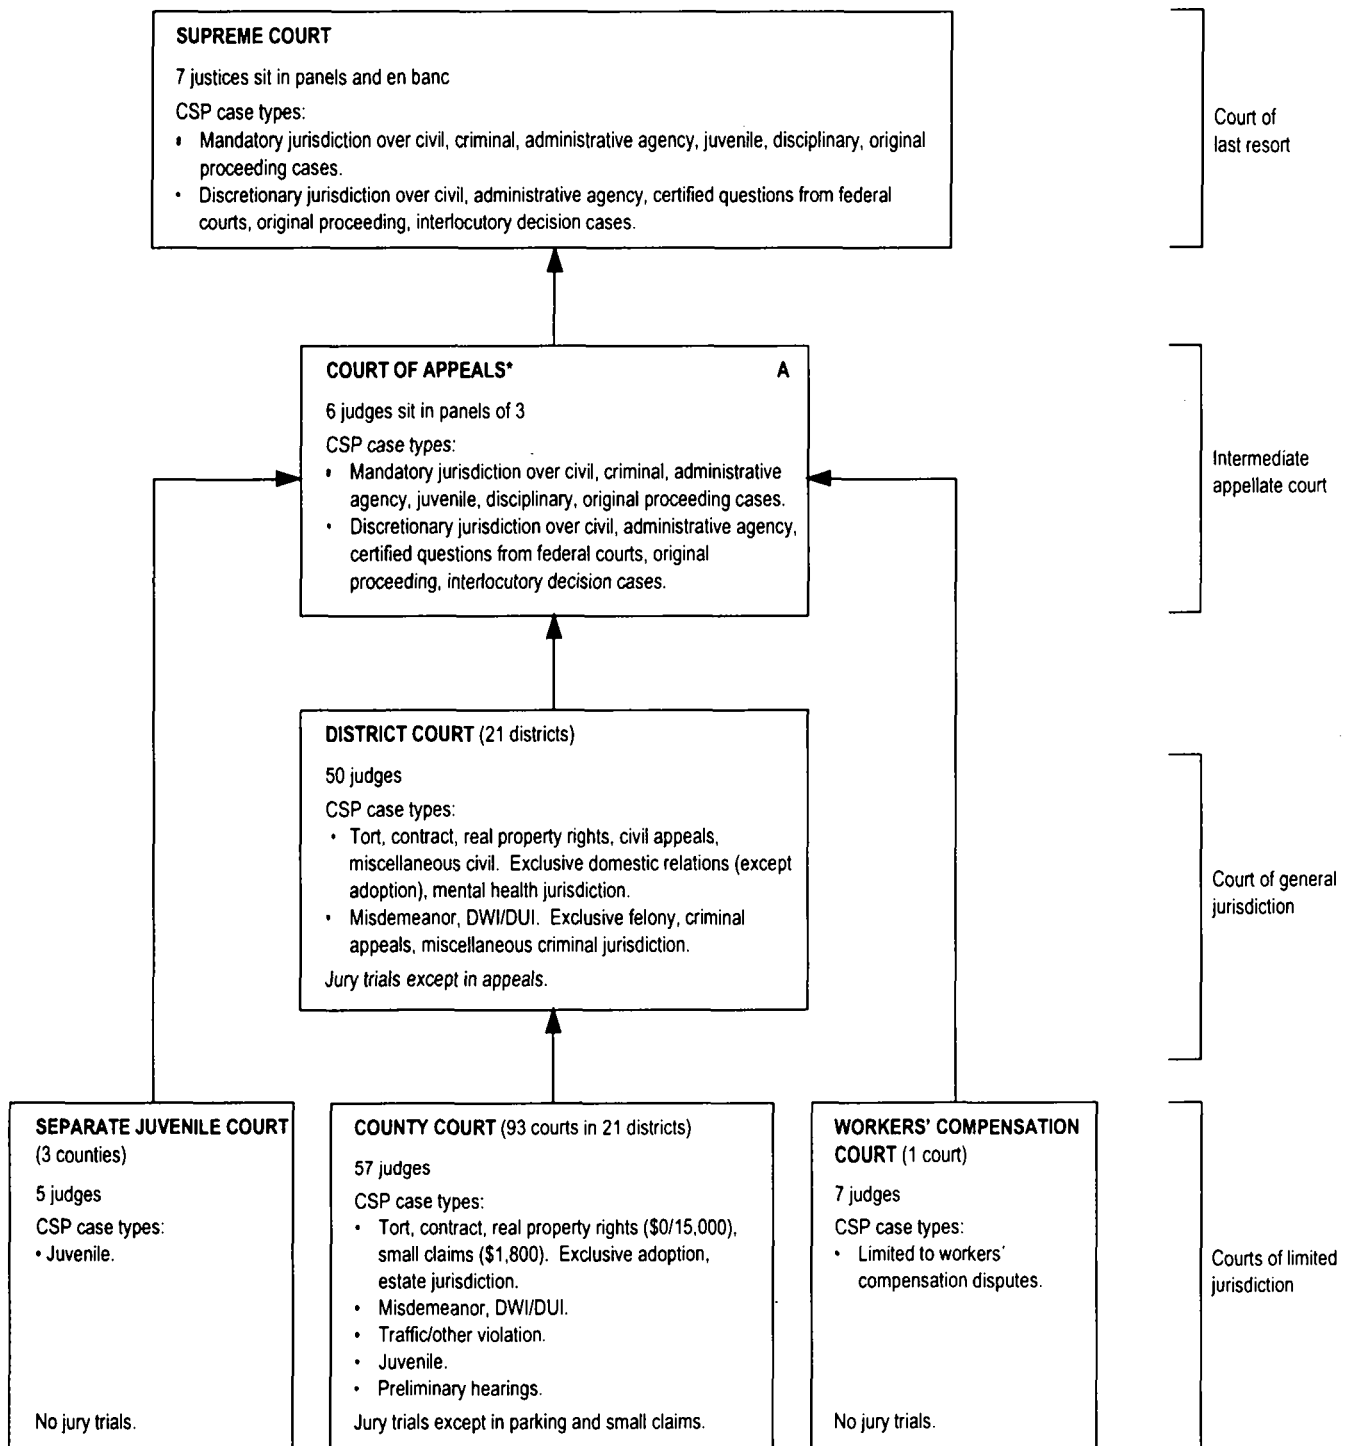 SUPREME COURT
7 justices sit in panels and en banc
CSP case types:
• Mandatory jurisdiction over civil, criminal, administrative agency, juvenile, disciplinary, original
proceeding cases.
• Discretionary jurisdiction over civil, administrative agency, certified questions from federal
courts, original proceeding, interlocutory decision cases.
Court of
last resort
COURT OF APPEALS* A
6 judges sit in panels of 3
CSP case types:
• Mandatory jurisdiction over civil, criminal, administrative
agency, juvenile, disciplinary, original proceeding cases.
• Discretionary jurisdiction over civil, administrative agency,
certified questions from federal courts, original
proceeding, interlocutory decision cases.
Intermediate
appellate court
DISTRICT COURT (21 districts)
50 judges
CSP case types:
• Tort, contract, real property rights, civil appeals,
miscellaneous civil. Exclusive domestic relations (except
adoption), mental health jurisdiction.
• Misdemeanor, DWI/DUI. Exclusive felony, criminal
appeals, miscellaneous criminal jurisdiction.
Jury trials except in appeals.
Court of general
jurisdiction
SEPARATE JUVENILE COURT
(3 counties)
5 judges
CSP case types:
• Juvenile.
No jury trials.
COUNTY COURT (93 courts in 21 districts)
57 judges
CSP case types:
• Tort, contract, real property rights ($0/15,000),
small claims ($1,800). Exclusive adoption,
estate jurisdiction.
• Misdemeanor, DWI/DUI.
• Traffic/other violation.
• Juvenile.
• Preliminary hearings.
Jury trials except in parking and small claims.
WORKERS' COMPENSATION
COURT (1 court)
7 judges
CSP case types:
• Limited to workers'
compensation disputes.
No jury trials.
Courts of limited
jurisdiction